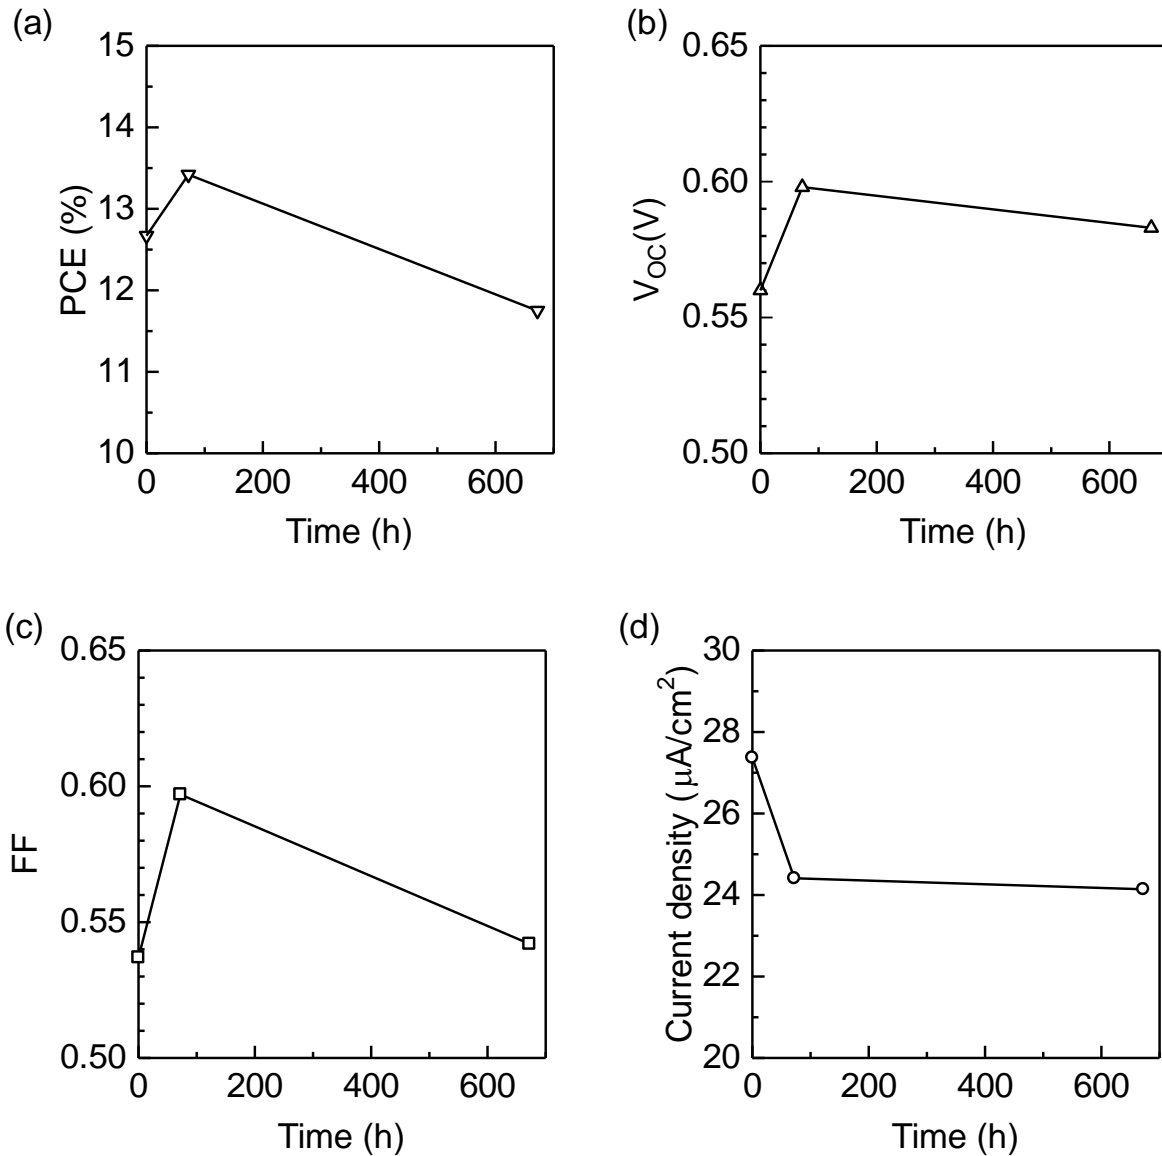 (a)
15
14
13
12
11
10
PCE (%)
0 200 400 600
Time (h)
(b)
0.65
0.60
0.55
0.50
V_OC(V)
0 200 400 600
Time (h)
(c)
0.65
0.60
0.55
0.50
FF
0 200 400 600
Time (h)
(d)
30
28
26
24
22
20
Current density (μA/cm²)
0 200 400 600
Time (h)